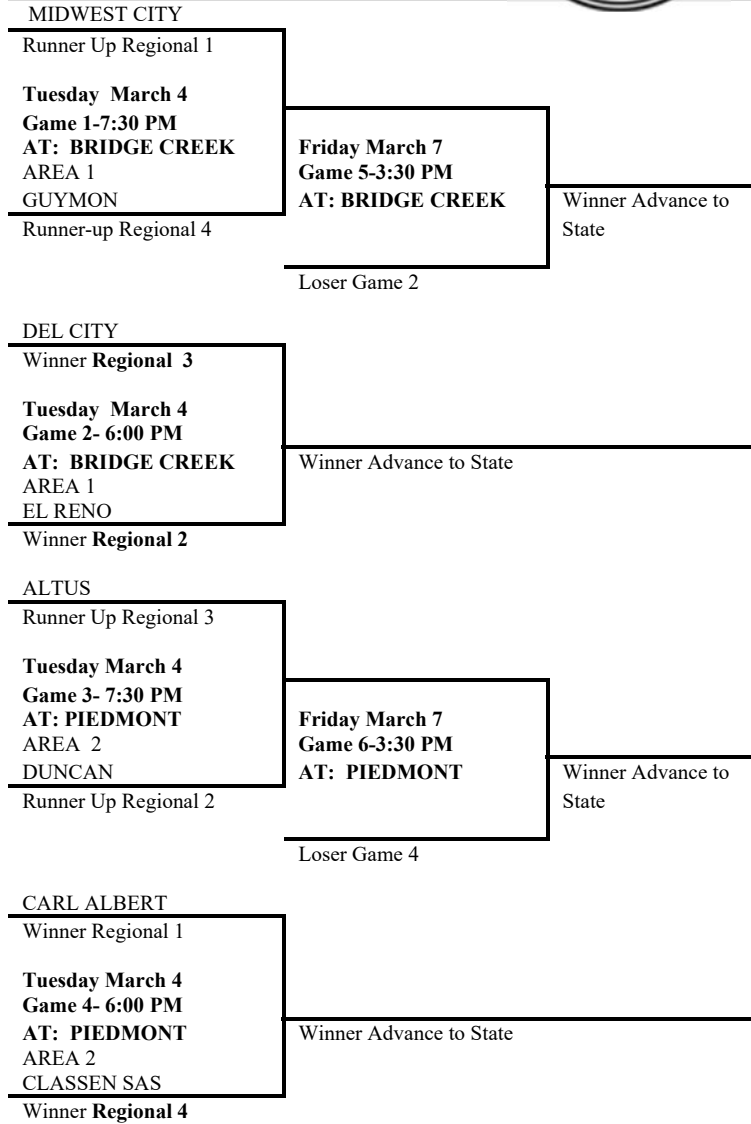 MIDWEST CITY
Runner Up Regional 1
Tuesday March 4
Game 1-7:30 PM
AT: BRIDGE CREEK
AREA 1
GUYMON
Runner-up Regional 4
Friday March 7
Game 5-3:30 PM
AT: BRIDGE CREEK
Loser Game 2
Winner Advance to
State
DEL CITY
Winner Regional 3
Tuesday March 4
Game 2- 6:00 PM
AT: BRIDGE CREEK
AREA 1
EL RENO
Winner Regional 2
Winner Advance to State
ALTUS
Runner Up Regional 3
Tuesday March 4
Game 3- 7:30 PM
AT: PIEDMONT
AREA 2
DUNCAN
Runner Up Regional 2
Friday March 7
Game 6-3:30 PM
AT: PIEDMONT
Loser Game 4
Winner Advance to
State
CARL ALBERT
Winner Regional 1
Tuesday March 4
Game 4- 6:00 PM
AT: PIEDMONT
AREA 2
CLASSEN SAS
Winner Regional 4
Winner Advance to State